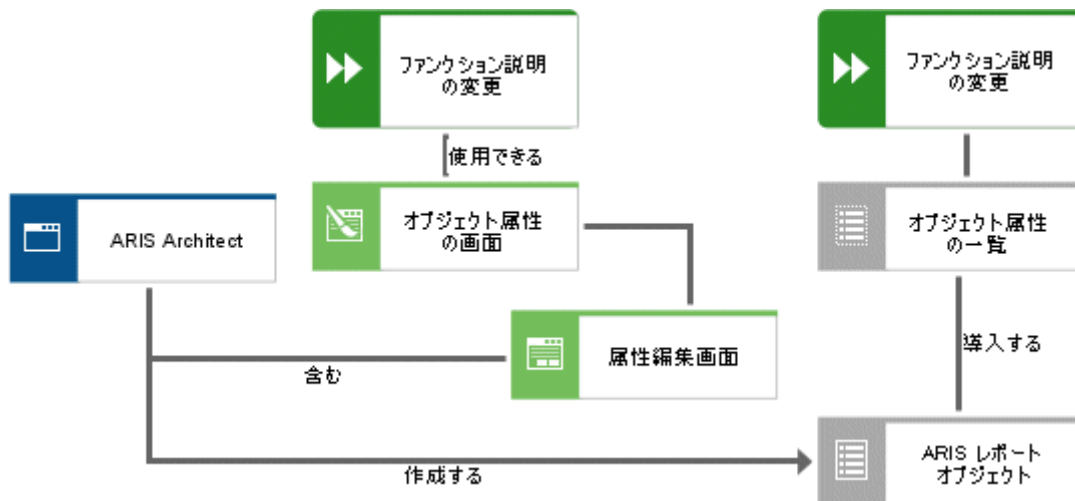 ファンクション説明
の変更
ファンクション説明
の変更
使用できる
ARIS Architect
オブジェクト属性
の画面
オブジェクト属性
の一覧
属性編集画面
導入する
含む
作成する
ARIS レポート
オブジェクト